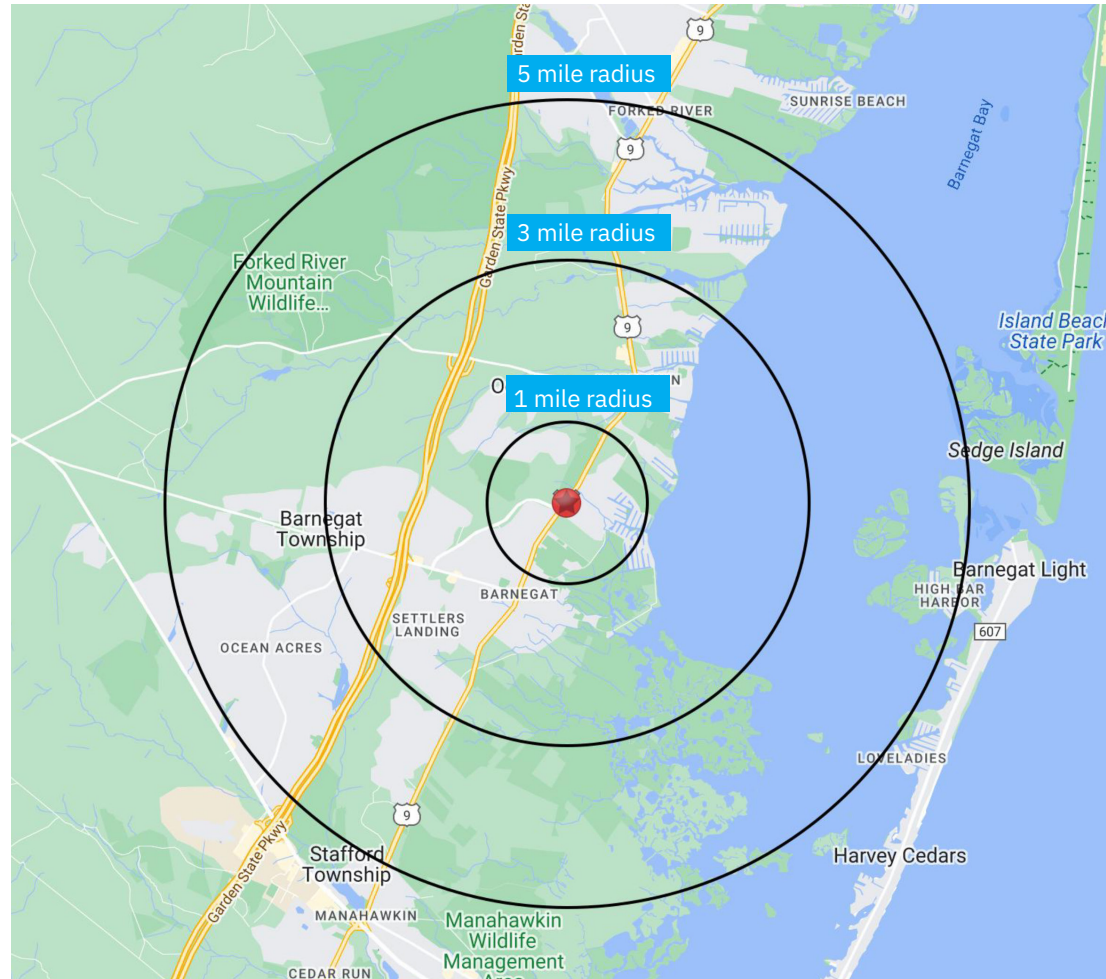 Garden Sta
9
5 mile radius
FORKED RIVER
SUNRISE BEACH
Barnegat Bay
9
Garden State Pkwy
3 mile radius
Forked River
Mountain
Wildlife...
9
Island Beach
State Park
1 mile radius
Sedge Island
Barnegat
Township
Barnegat Light
BARNEGAT
HIGH BAR
HARBOR
SETTLERS
LANDING
607
OCEAN ACRES
LOVELADIES
9
Garden State Pkwy
Stafford
Township
Harvey Cedars
MANAHAWKIN
Manahawkin
Wildlife
Management
CEDAR RUN